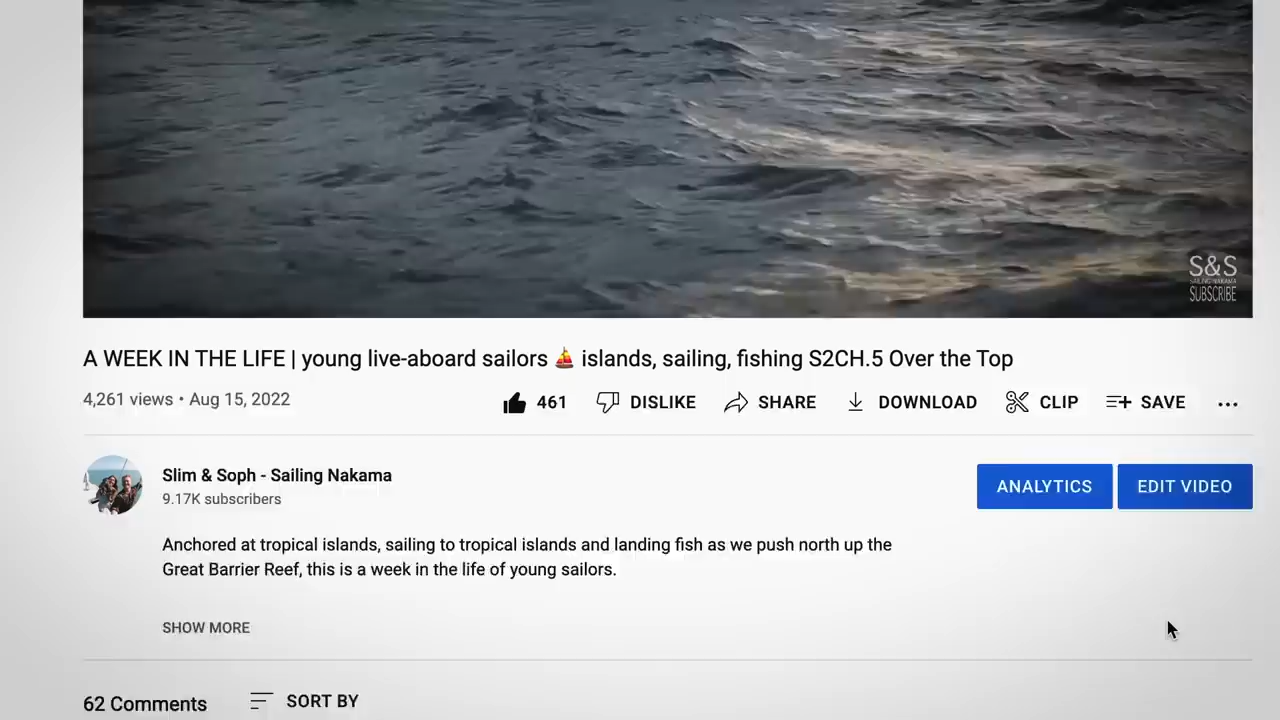 S&S
SAILING NAKAMA
SUBSCRIBE
A WEEK IN THE LIFE | young live-aboard sailors ⛵ islands, sailing, fishing S2CH.5 Over the Top
4,261 views • Aug 15, 2022
461 DISLIKE SHARE DOWNLOAD CLIP SAVE ...
Slim & Soph - Sailing Nakama
9.17K subscribers
ANALYTICS EDIT VIDEO
Anchored at tropical islands, sailing to tropical islands and landing fish as we push north up the
Great Barrier Reef, this is a week in the life of young sailors.
SHOW MORE
62 Comments SORT BY